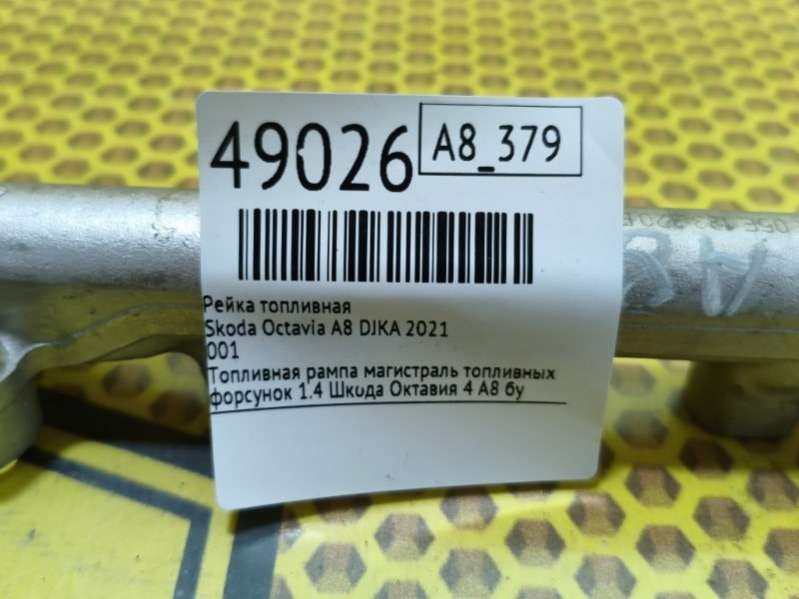 49026
A8_379
Рейка топливная
Skoda Octavia A8 DJKA 2021
001
Топливная рампа магистраль топливных
форсунок 1.4 Шкода Октавия 4 А8 бу